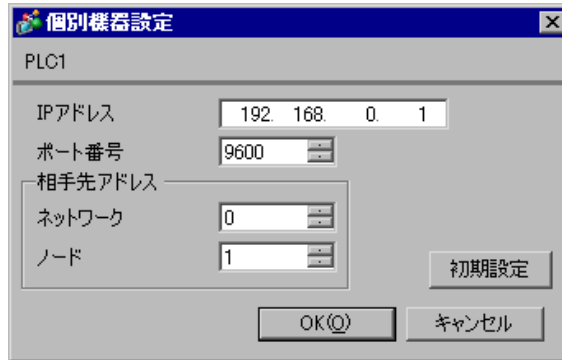 個別機器設定
PLC1
IPアドレス 192. 168. 0. 1
ポート番号 9600
相手先アドレス
ネットワーク 0
ノード 1
初期設定
OK(O) キャンセル